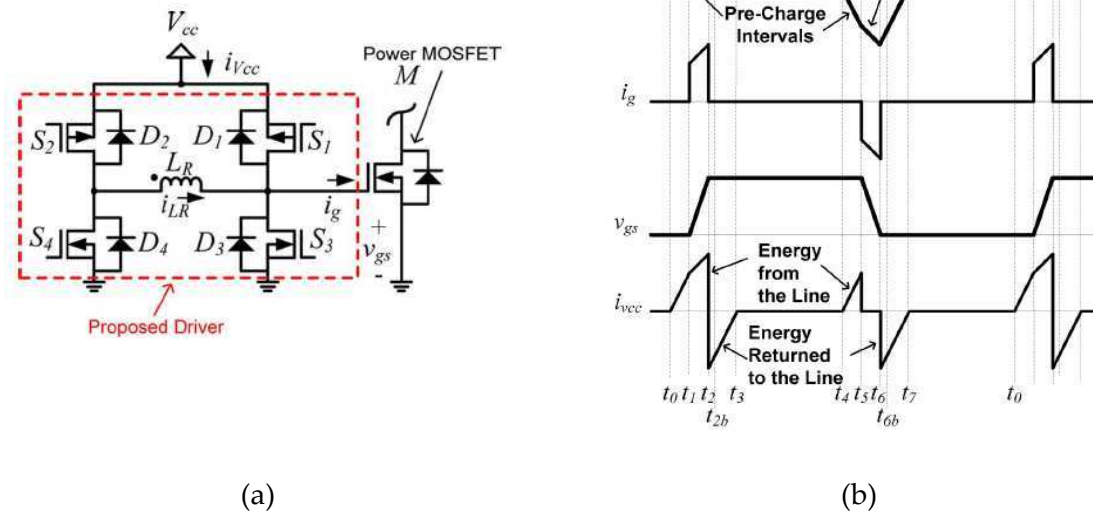 V_cc
i_Vcc
Power MOSFET
M
S_2
D_2
D_1
S_1
L_R
i_LR
i_g
S_4
D_4
D_3
S_3
+
v_gs
-
Proposed Driver
(a)
Pre-Charge
Intervals
i_g
v_gs
Energy
from
the Line
i_vcc
Energy
Returned
to the Line
t_0 t_1 t_2 t_3 t_4 t_5 t_6 t_7 t_0
t_2b t_6b
(b)